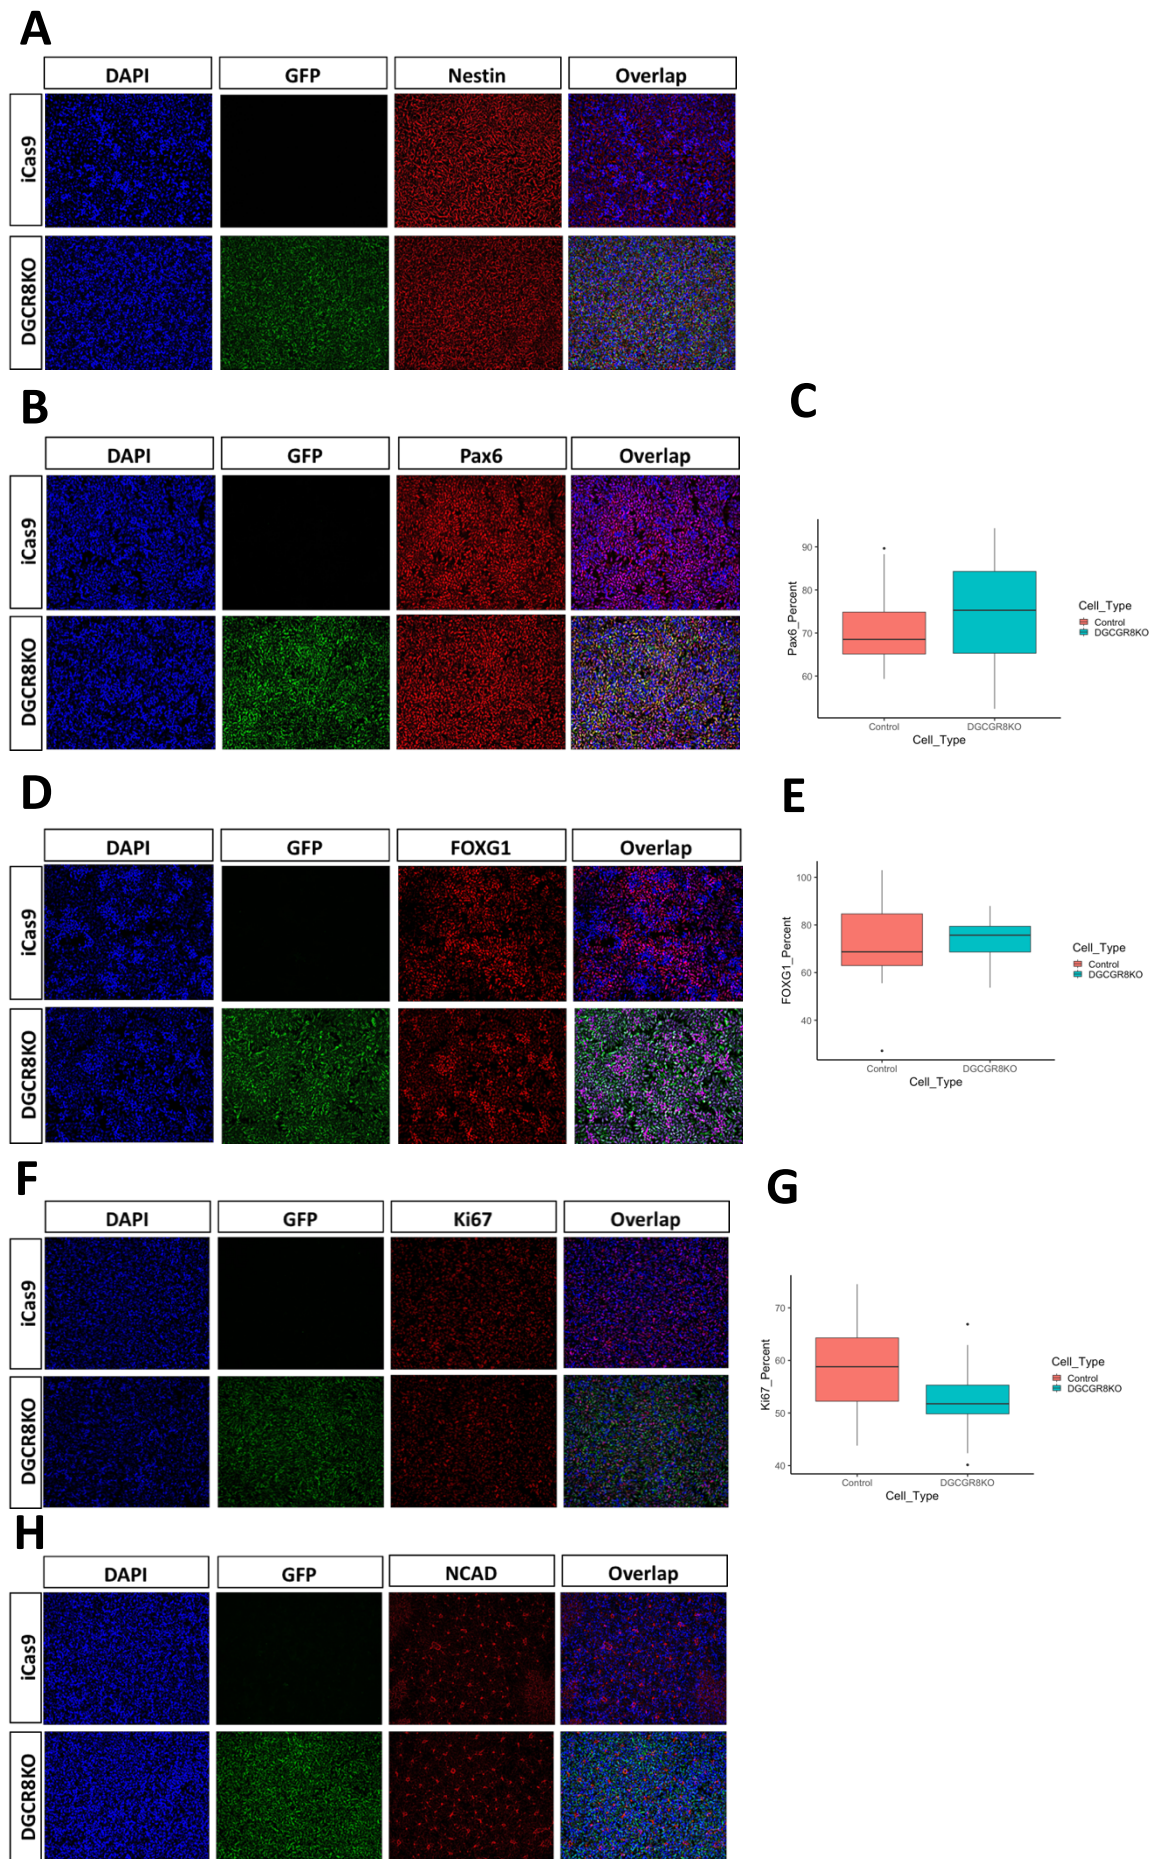 A
DAPI GFP Nestin Overlap
iCas9
DGCR8KO
B
DAPI GFP Pax6 Overlap
iCas9
DGCR8KO
C
Pax6_Percent
90
80
70
60
Control DGCGR8KO
Cell_Type
Cell_Type
Control
DGCGR8KO
D
DAPI GFP FOXG1 Overlap
iCas9
DGCR8KO
E
FOXG1_Percent
100
80
60
40
Control DGCGR8KO
Cell_Type
Cell_Type
Control
DGCGR8KO
F
DAPI GFP Ki67 Overlap
iCas9
DGCR8KO
G
Ki67_Percent
70
60
50
40
Control DGCGR8KO
Cell_Type
Cell_Type
Control
DGCGR8KO
H
DAPI GFP NCAD Overlap
iCas9
DGCR8KO